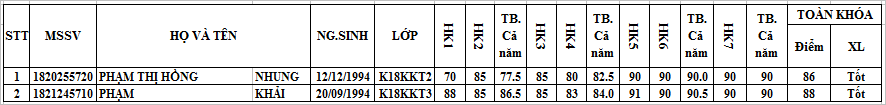 STT MSSV HỌ VÀ TÊN NG.SINH LỚP HK1 HK2 TB. Cả năm HK3 HK4 TB. Cả năm HK5 HK6 TB. Cả năm HK7 TB. Cả năm TOÀN KHÓA
Điểm XL
1 1820255720 PHẠM THỊ HỒNG NHUNG 12/12/1994 K18KKT2 70 85 77.5 85 80 82.5 90 90 90.0 90 90 86 Tốt
2 1821245710 PHẠM KHẢI 20/09/1994 K18KKT3 88 85 86.5 85 83 84.0 91 90 90.5 90 90 88 Tốt